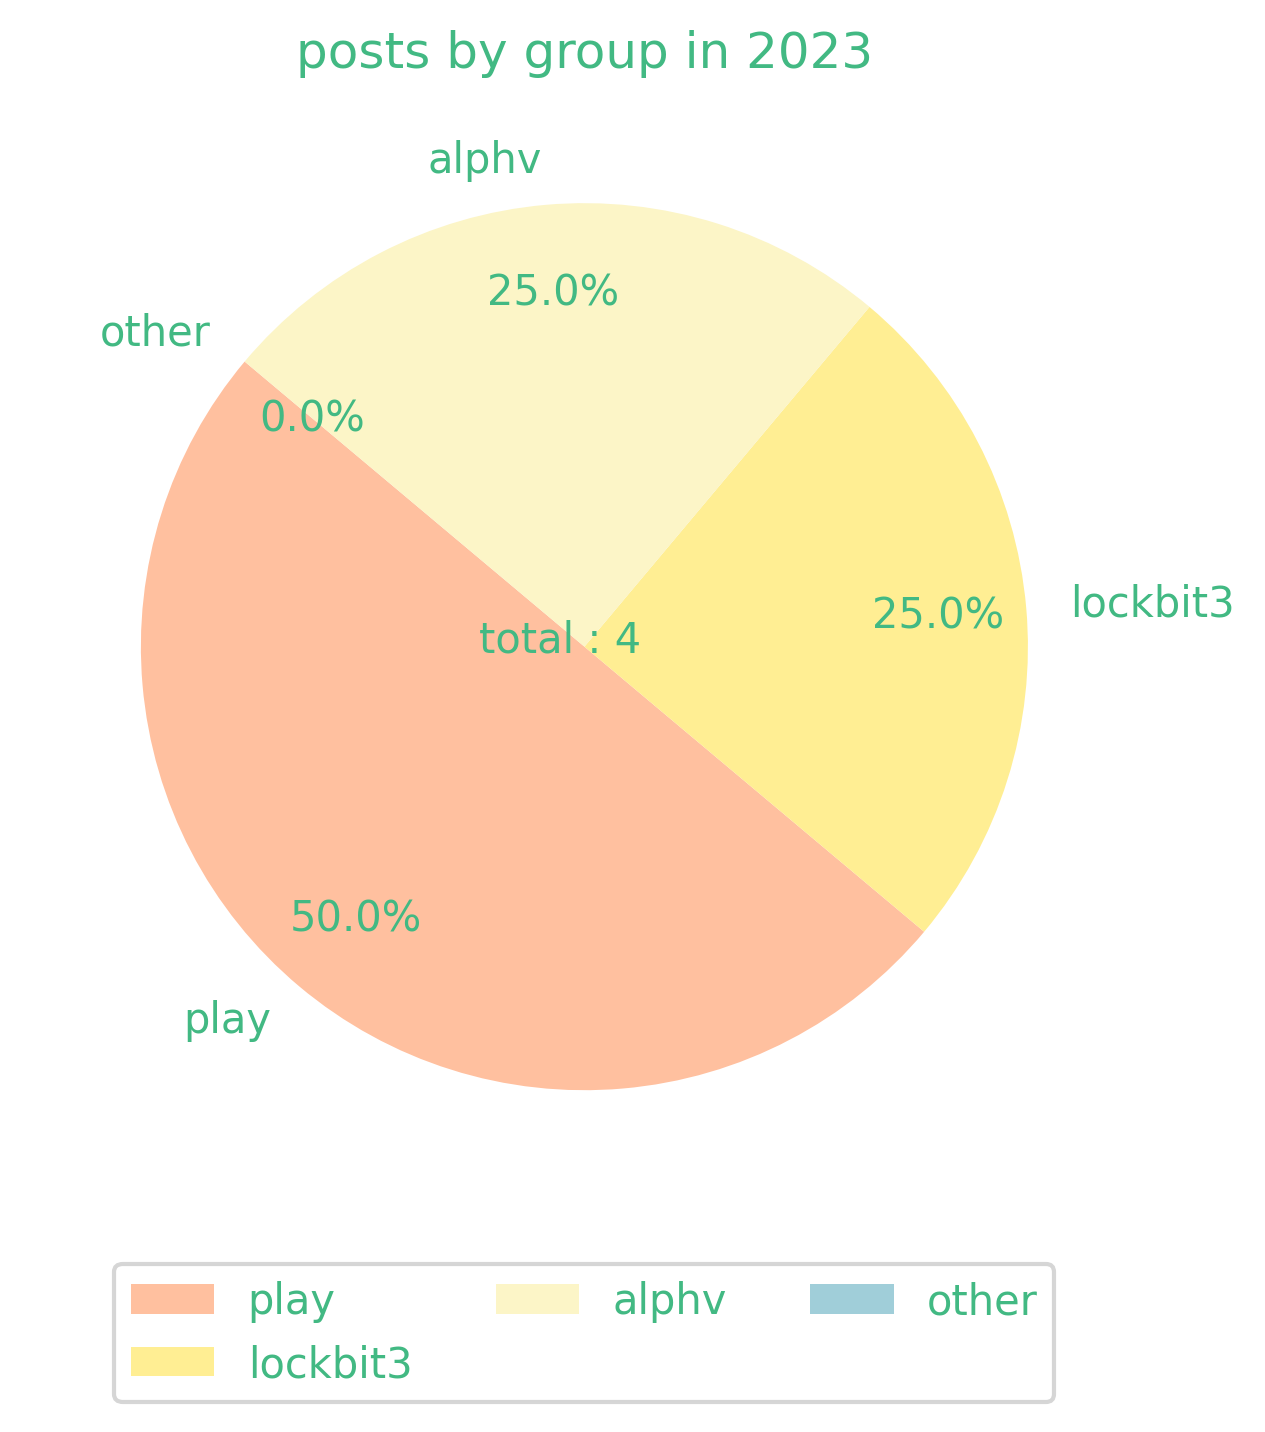 posts by group in 2023
alphv
25.0%
other
0.0%
lockbit3
25.0%
total : 4
50.0%
play
play
alphv
other
lockbit3